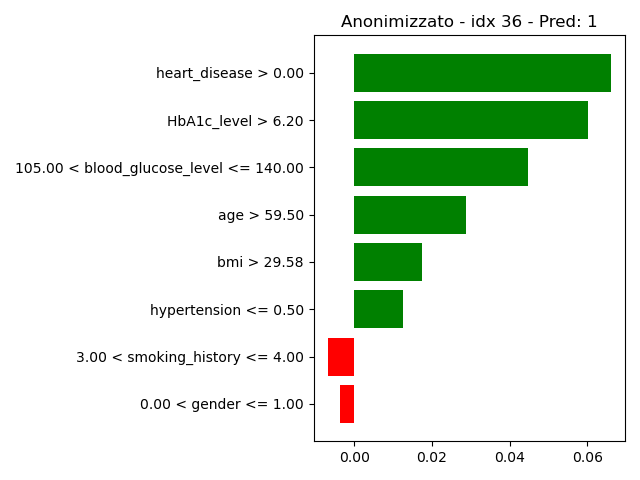 Anonimizzato - idx 36 - Pred: 1
heart_disease > 0.00
HbA1c_level > 6.20
105.00 < blood_glucose_level <= 140.00
age > 59.50
bmi > 29.58
hypertension <= 0.50
3.00 < smoking_history <= 4.00
0.00 < gender <= 1.00
0.00 0.02 0.04 0.06